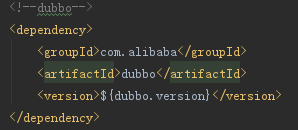 <!--dubbo-->
<dependency>
    <groupId>com.alibaba</groupId>
    <artifactId>dubbo</artifactId>
    <version>${dubbo.version}</version>
</dependency>